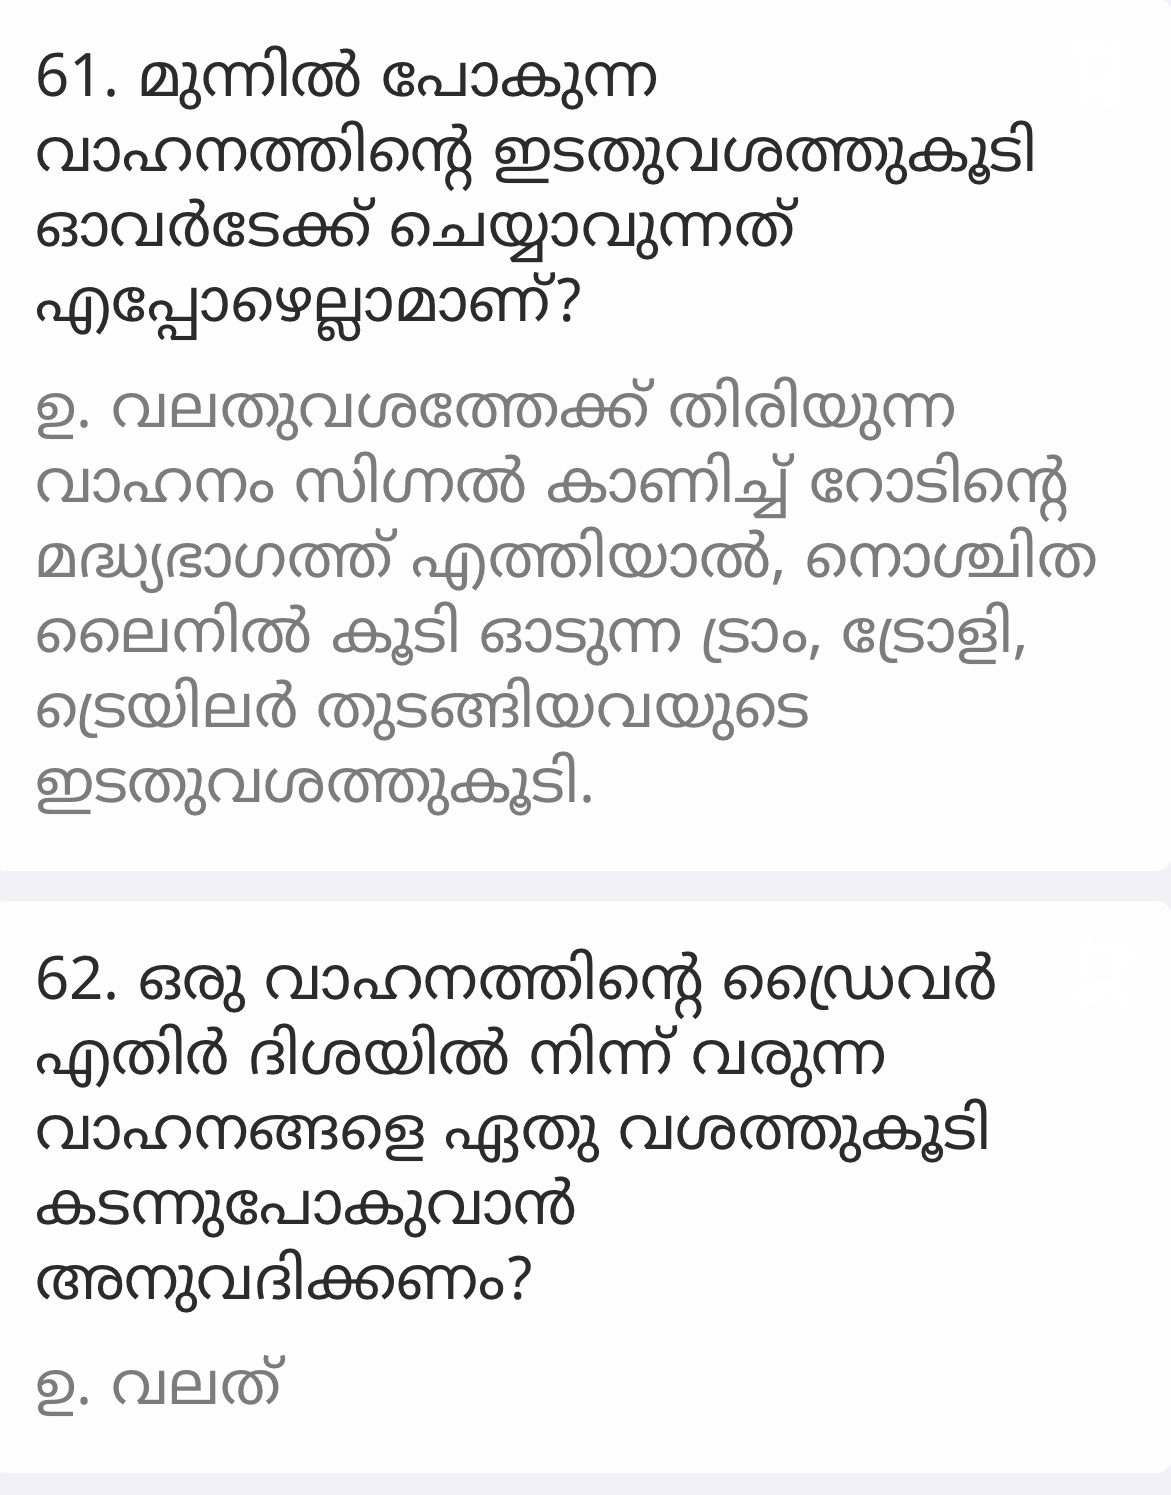 61. മുന്നിൽ പോകുന്ന
വാഹനത്തിന്റെ ഇടതുവശത്തുകൂടി
ഓവർടേക്ക് ചെയ്യാവുന്നത്
എപ്പോഴെല്ലാമാണ്?
ഉ. വലതുവശത്തേക്ക് തിരിയുന്ന
വാഹനം സിഗ്നൽ കാണിച്ച് റോടിന്റെ
മദ്ധ്യഭാഗത്ത് എത്തിയാൽ, നൊശ്ചിത
ലൈനിൽ കൂടി ഓടുന്ന ട്രാം, ട്രോളി,
ട്രെയിലർ തുടങ്ങിയവയുടെ
ഇടതുവശത്തുകൂടി.
62. ഒരു വാഹനത്തിന്റെ ഡ്രൈവർ
എതിർ ദിശയിൽ നിന്ന് വരുന്ന
വാഹനങ്ങളെ ഏതു വശത്തുകൂടി
കടന്നുപോകുവാൻ
അനുവദിക്കണം?
ഉ. വലത്